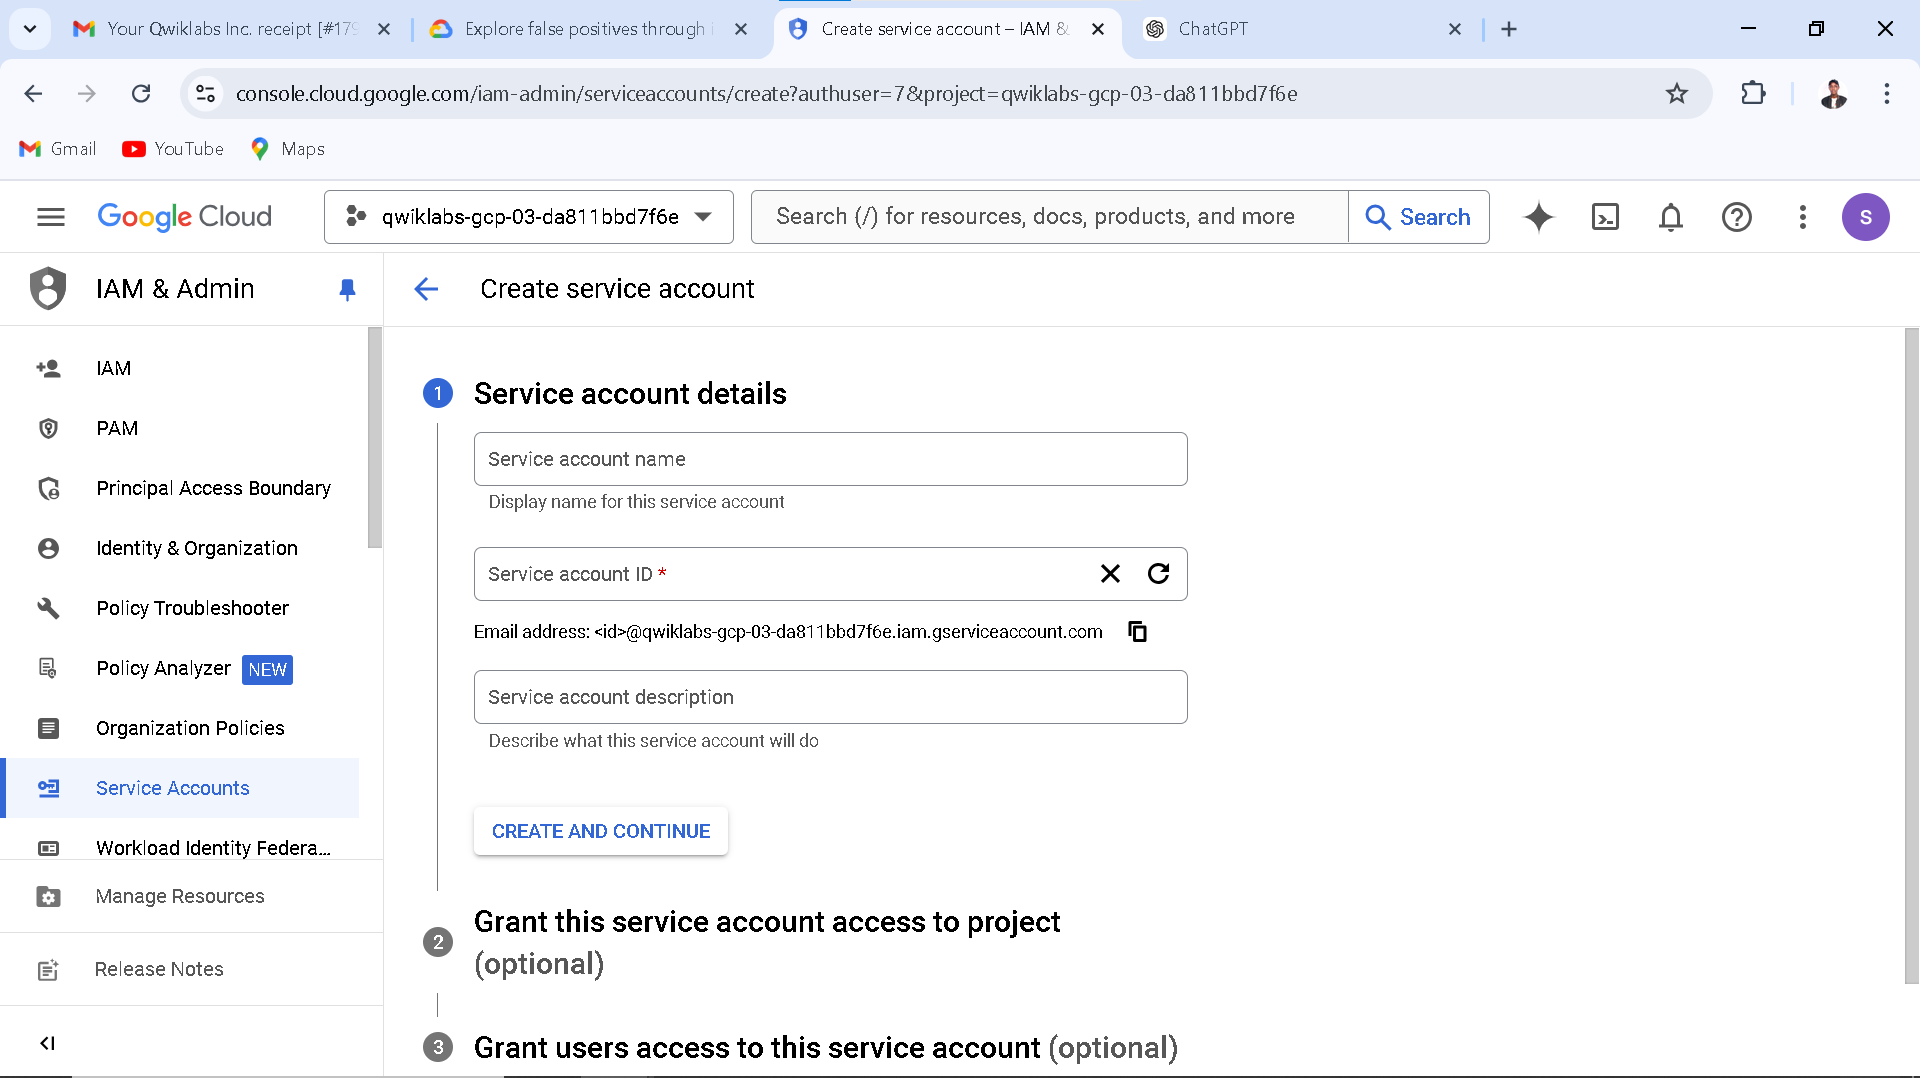 Your Qwiklabs Inc. receipt [#179
Explore false positives through i
Create service account – IAM &
ChatGPT
console.cloud.google.com/iam-admin/serviceaccounts/create?authuser=7&project=qwiklabs-gcp-03-da811bbd7f6e
Gmail
YouTube
Maps
Google Cloud
qwiklabs-gcp-03-da811bbd7f6e
Search (/) for resources, docs, products, and more
Search
S
IAM & Admin
Create service account
IAM
PAM
Principal Access Boundary
Identity & Organization
Policy Troubleshooter
Policy Analyzer NEW
Organization Policies
Service Accounts
Workload Identity Federa...
Manage Resources
Release Notes
1 Service account details
Service account name
Display name for this service account
Service account ID *
Email address: <id>@qwiklabs-gcp-03-da811bbd7f6e.iam.gserviceaccount.com
Service account description
Describe what this service account will do
CREATE AND CONTINUE
2 Grant this service account access to project
(optional)
3 Grant users access to this service account (optional)